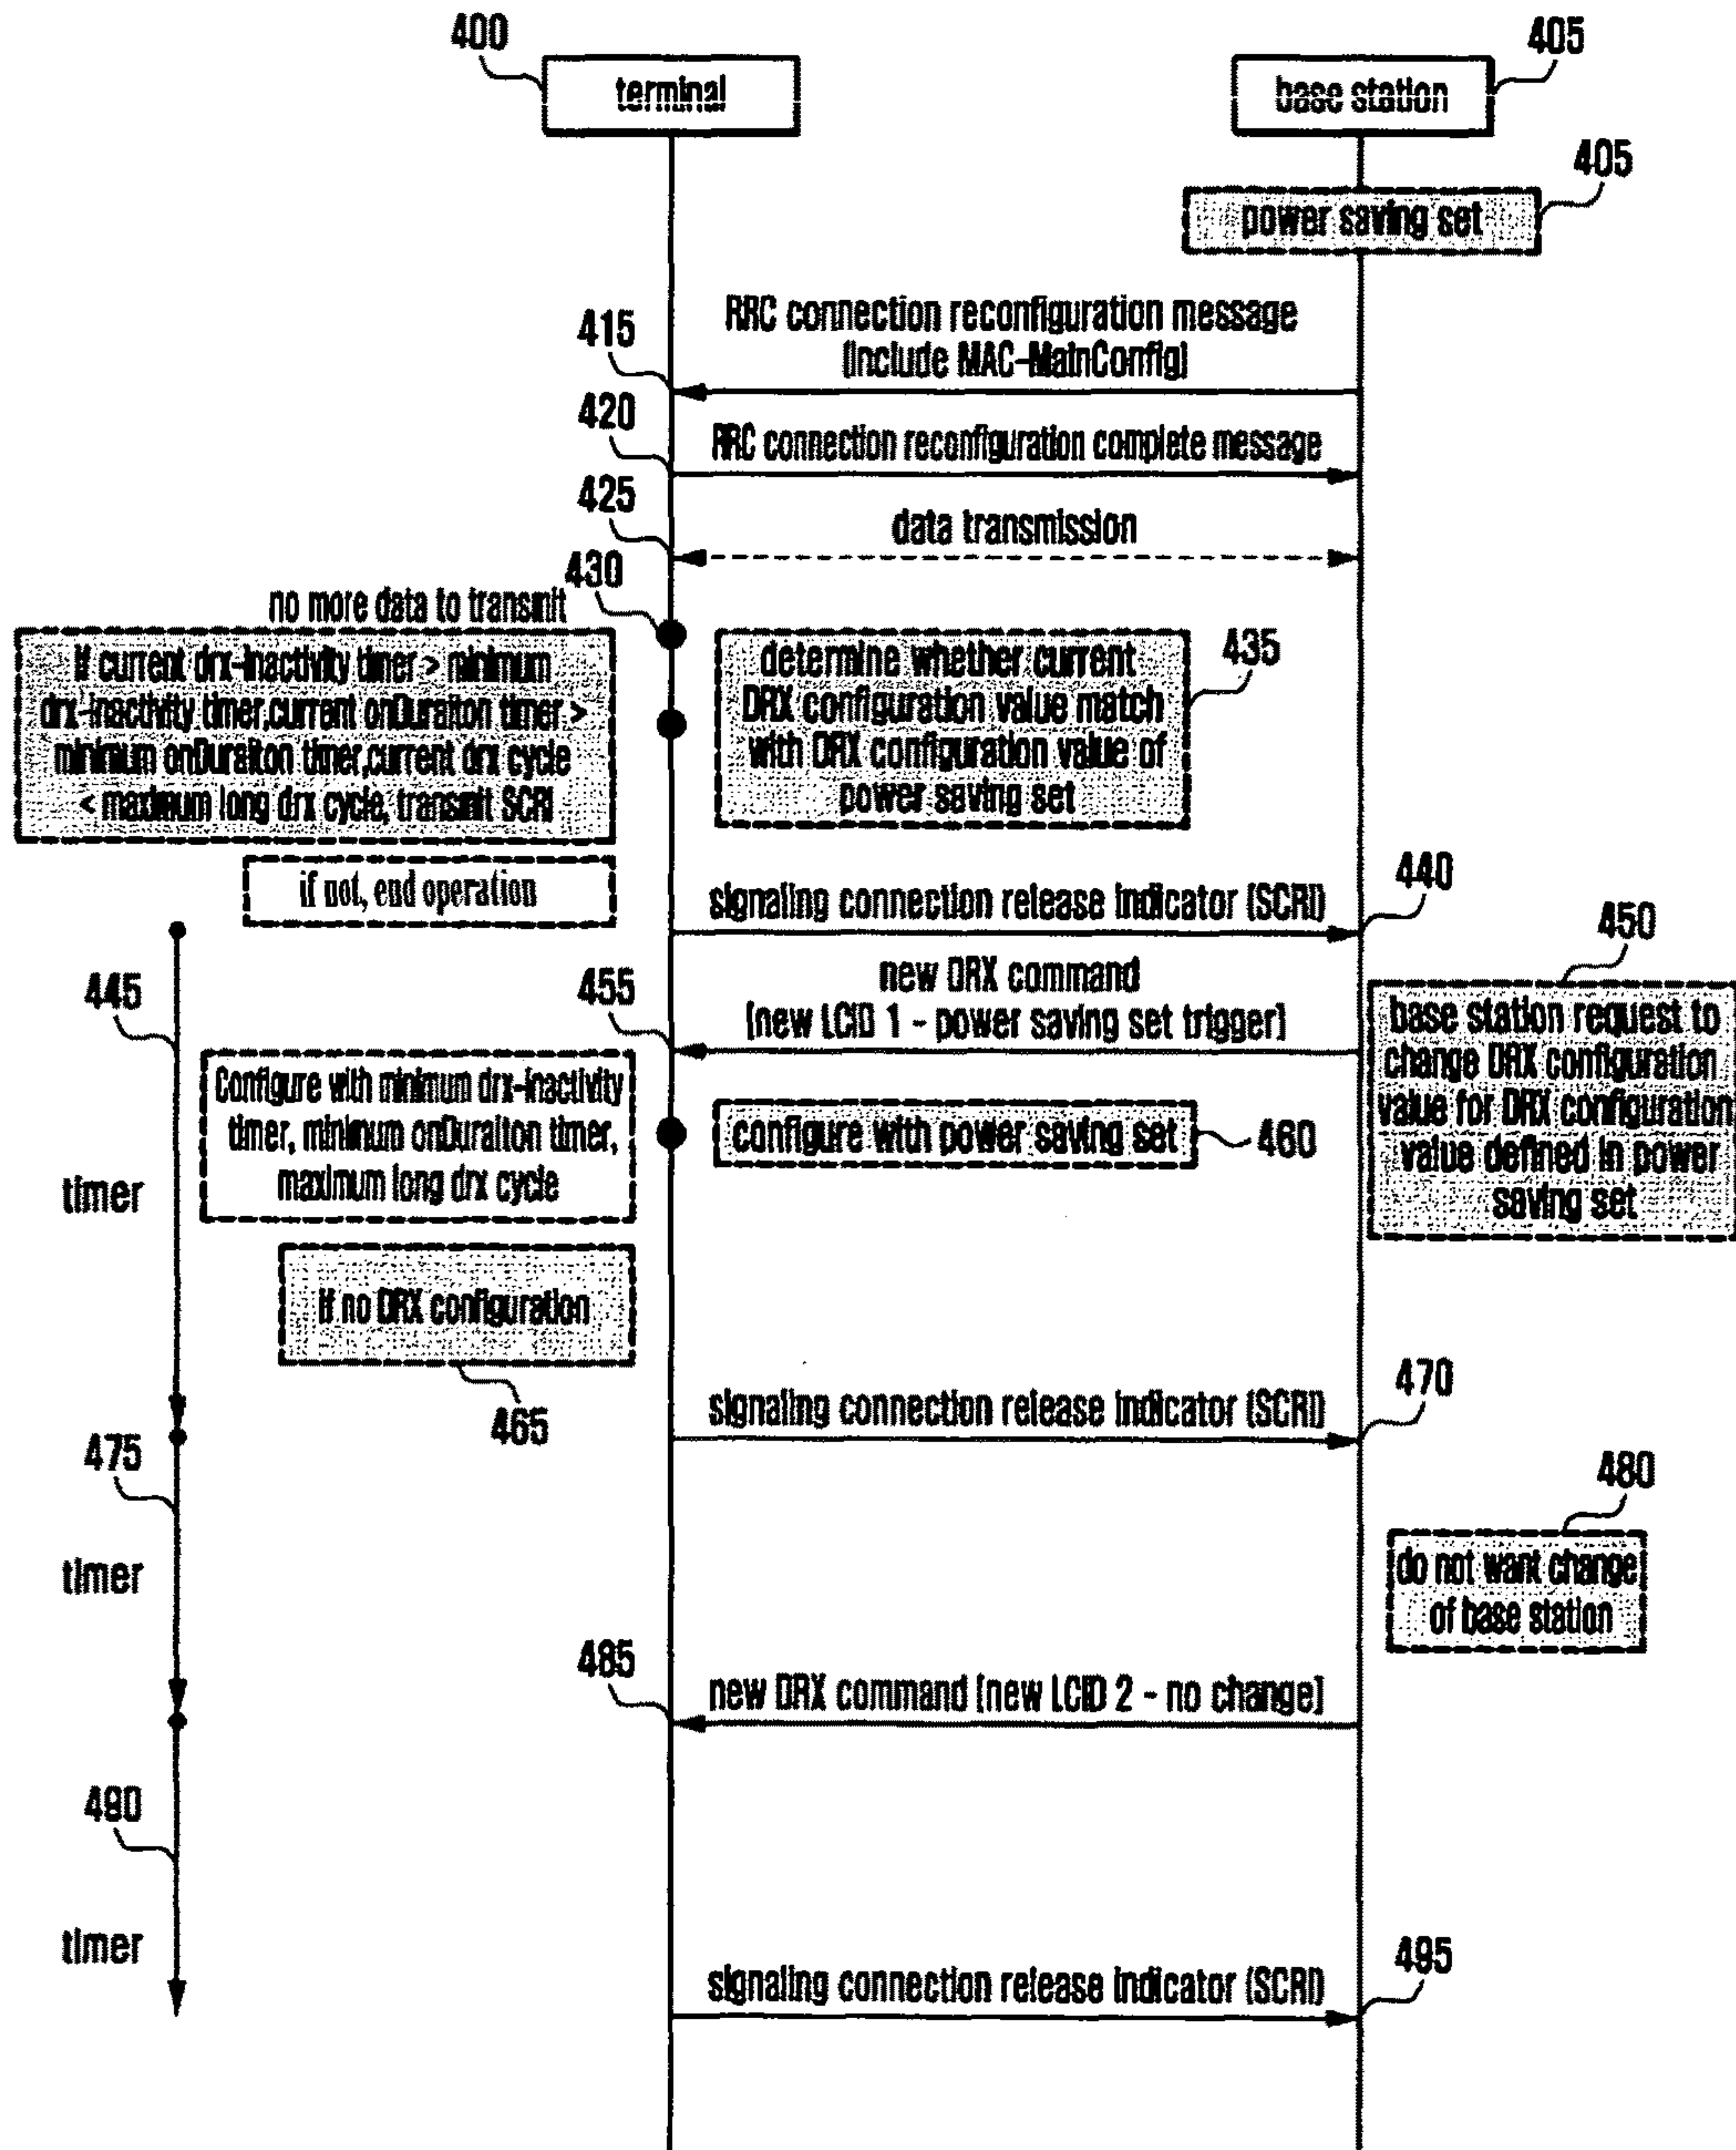 400
405
terminal
base station
405
power saving set
RRC connection reconfiguration message
(include MAC-MainConfig)
415
420
RRC connection reconfiguration complete message
425
data transmission
430
no more data to transmit
if current drx-inactivity timer > minimum
drx-inactivity timer,current onDuraiton timer >
minimum onDuraiton timer,current drx cycle
< maximum long drx cycle, transmit SCRI
if not, end operation
determine whether current
DRX configuration value match
with DRX configuration value of
power saving set
435
signaling connection release indicator (SCRI)
440
445
timer
455
new DRX command
[new LCID 1 - power saving set trigger]
450
base station request to
change DRX configuration
value for DRX configuration
value defined in power
saving set
Configure with minimum drx-inactivity
timer, minimum onDuraiton timer,
maximum long drx cycle
configure with power saving set
460
if no DRX configuration
465
signaling connection release indicator (SCRI)
470
475
timer
480
do not want change
of base station
485
new DRX command [new LCID 2 - no change]
490
timer
signaling connection release indicator (SCRI)
495